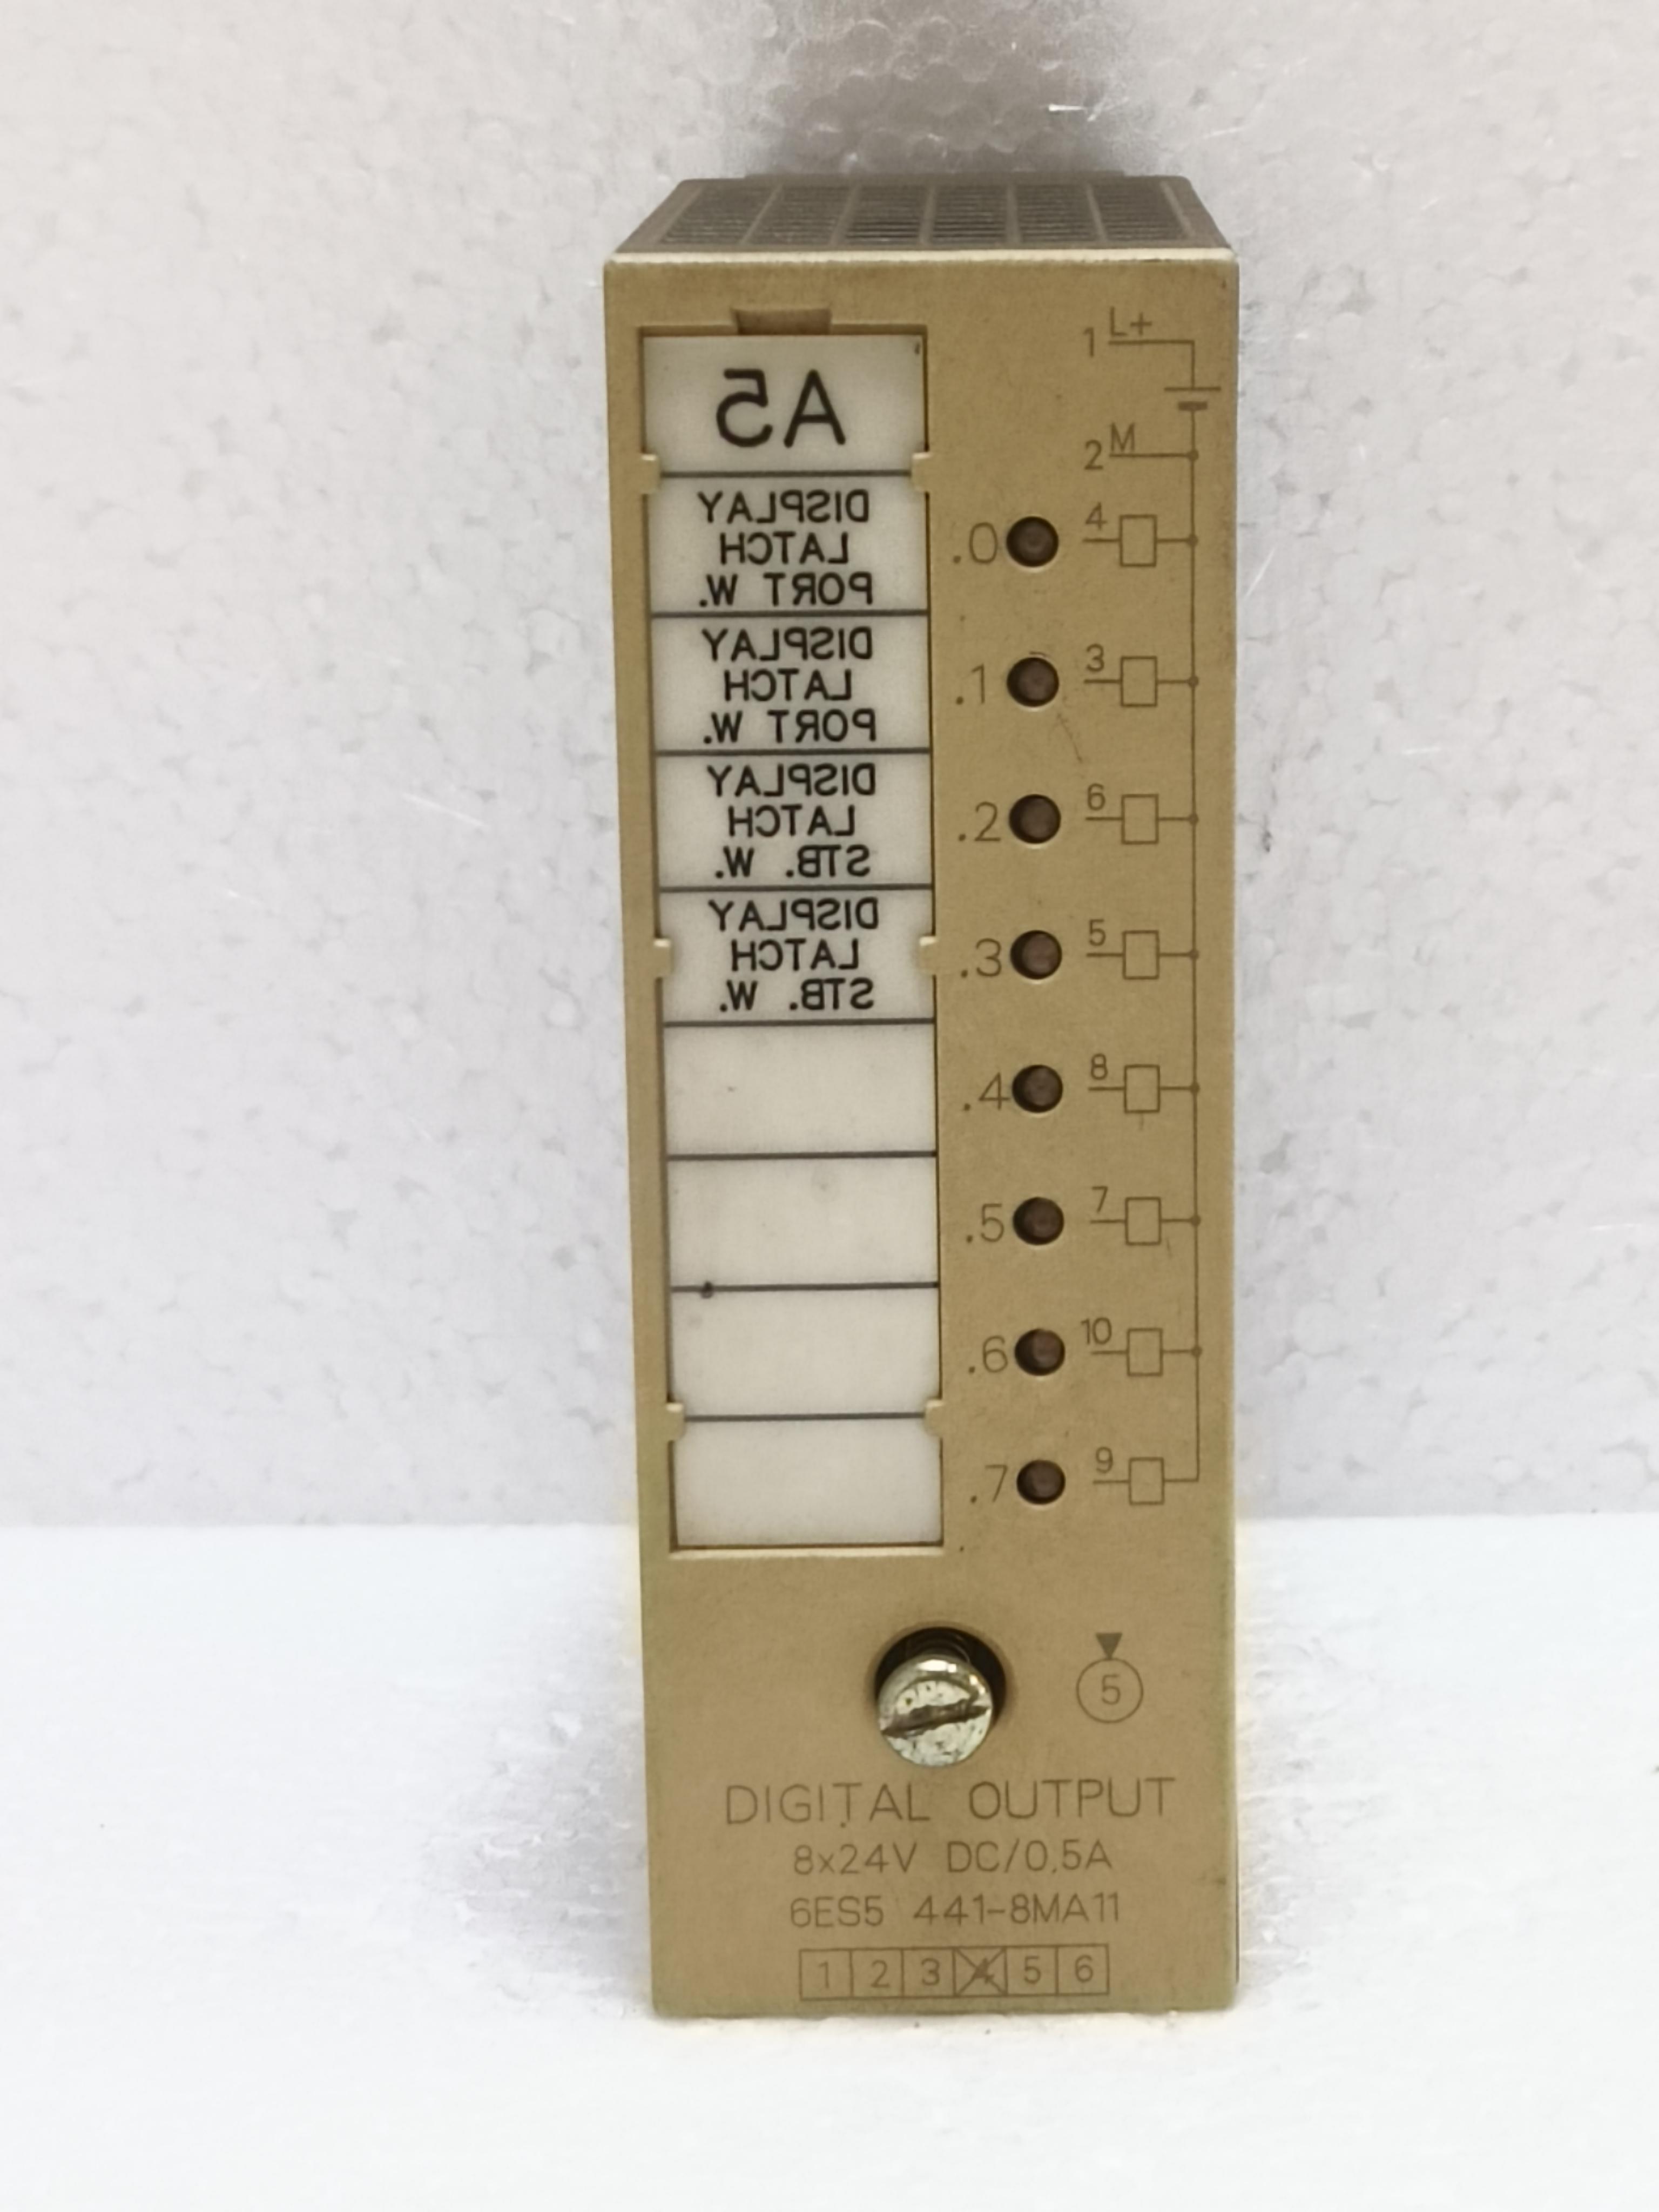 A5
DISPLAY
LATCH
PORT W.
DISPLAY
LATCH
PORT W.
DISPLAY
LATCH
STB. W.
DISPLAY
LATCH
STB. W.
1 L+
2 M
.0 4
.1 3
.2 6
.3 5
.4 8
.5 7
.6 10
.7 9
5
DIGITAL OUTPUT
8x24V DC/0,5A
6ES5 441-8MA11
1 2 3 4 5 6